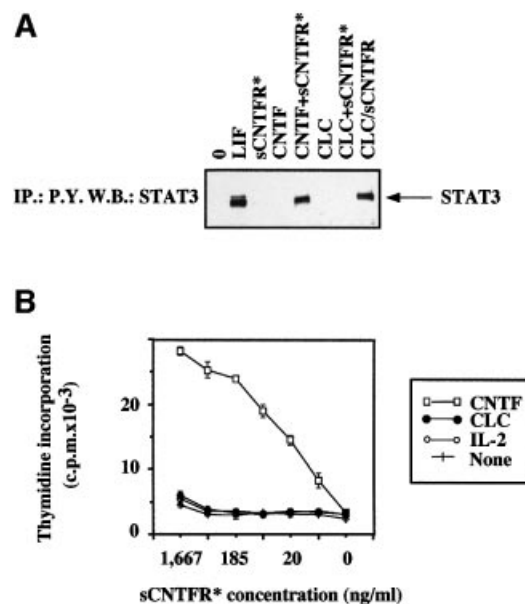 A
0
LIF
sCNTFR*
CNTF
CNTF+sCNTFR*
CLC
CLC+sCNTFR*
CLC/sCNTFR
IP.: P.Y. W.B.: STAT3
STAT3
B
Thymidine incorporation
(c.p.m.x10-3)
20
10
0
1,667 185 20 0
sCNTFR* concentration (ng/ml)
CNTF
CLC
IL-2
None